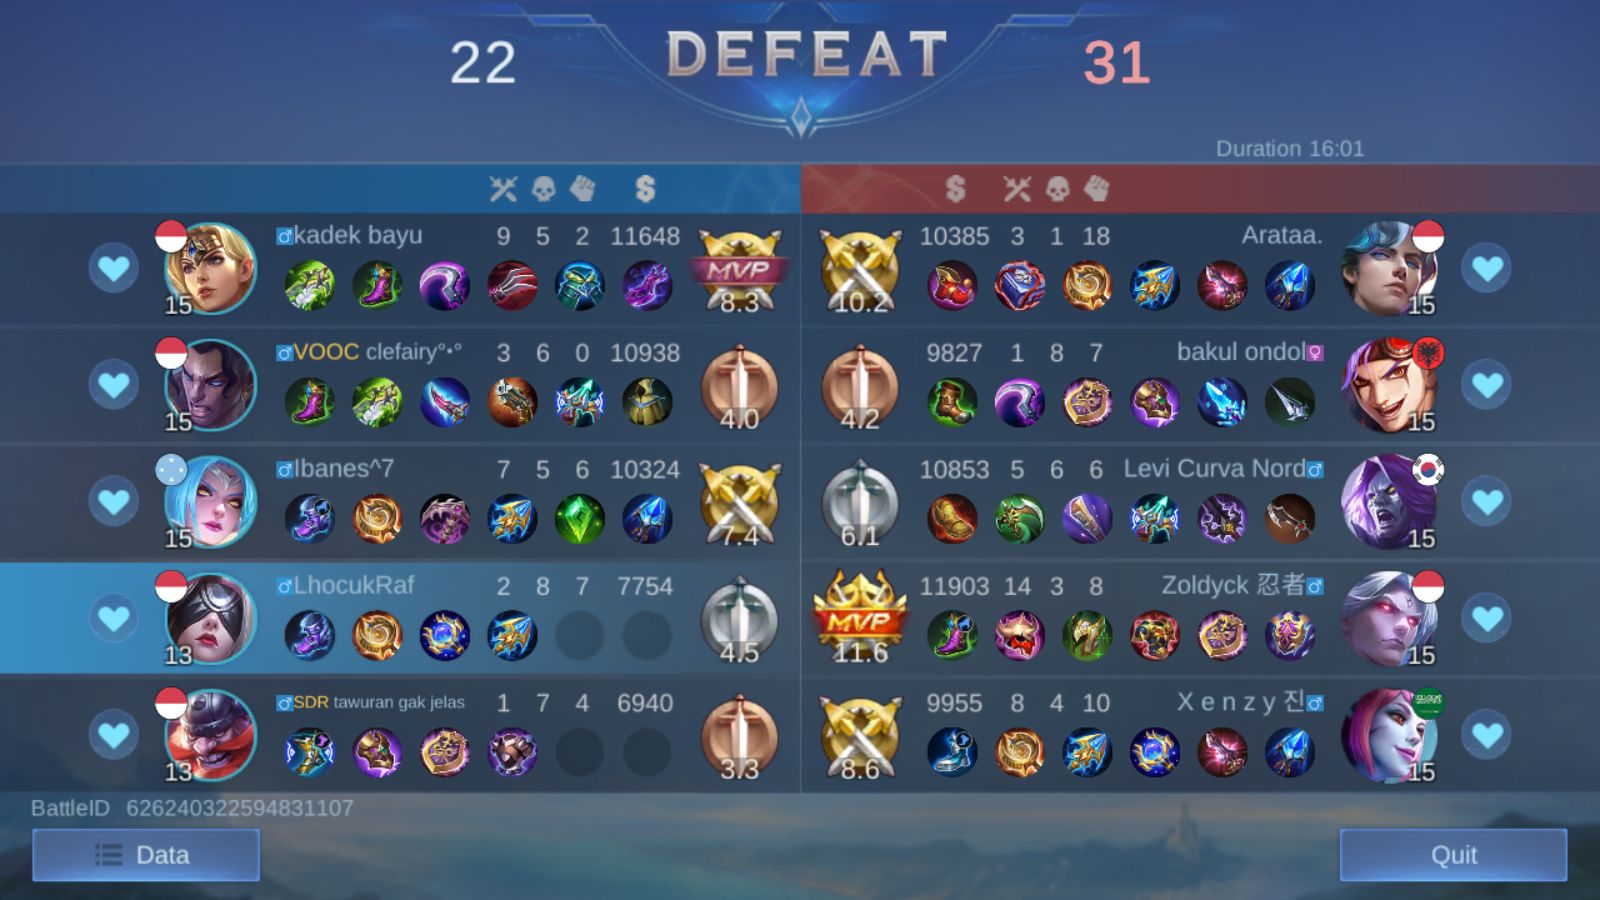 22 DEFEAT 31
Duration 16:01
♂kadek bayu 9 5 2 11648 MVP 8.3
15
10385 3 1 18 Arataa. 10.2
15
♂VOOC clefairy°•° 3 6 0 10938 4.0
15
9827 1 8 7 bakul ondol♀ 4.2
15
♂Ibanes^7 7 5 6 10324 7.4
15
10853 5 6 6 Levi Curva Nord♂ 6.1
15
♂LhocukRaf 2 8 7 7754 4.5
13
MVP 11.6 11903 14 3 8 Zoldyck 忍者♂
15
♂SDR tawuran gak jelas 1 7 4 6940 3.3
13
8.6 9955 8 4 10 X e n z y 진♂
15
BattleID 626240322594831107
Data
Quit